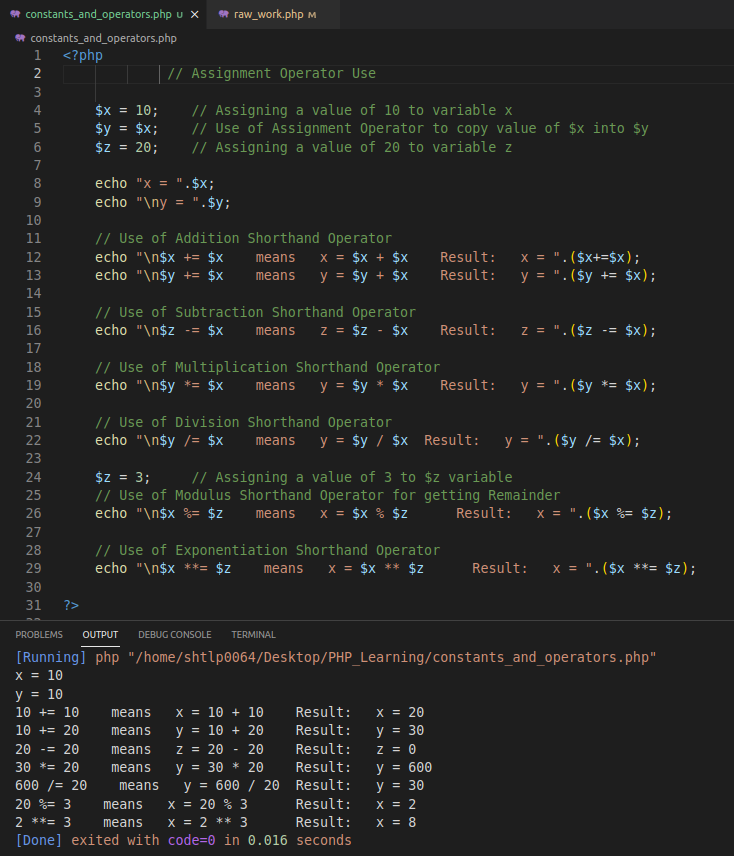 constants_and_operators.php U × raw_work.php M
constants_and_operators.php
1 <?php
2 // Assignment Operator Use
3
4 $x = 10; // Assigning a value of 10 to variable x
5 $y = $x; // Use of Assignment Operator to copy value of $x into $y
6 $z = 20; // Assigning a value of 20 to variable z
7
8 echo "x = ".$x;
9 echo "\ny = ".$y;
10
11 // Use of Addition Shorthand Operator
12 echo "\n$x += $x means x = $x + $x Result: x = ".($x+=$x);
13 echo "\n$y += $x means y = $y + $x Result: y = ".($y += $x);
14
15 // Use of Subtraction Shorthand Operator
16 echo "\n$z -= $x means z = $z - $x Result: z = ".($z -= $x);
17
18 // Use of Multiplication Shorthand Operator
19 echo "\n$y *= $x means y = $y * $x Result: y = ".($y *= $x);
20
21 // Use of Division Shorthand Operator
22 echo "\n$y /= $x means y = $y / $x Result: y = ".($y /= $x);
23
24 $z = 3; // Assigning a value of 3 to $z variable
25 // Use of Modulus Shorthand Operator for getting Remainder
26 echo "\n$x %= $z means x = $x % $z Result: x = ".($x %= $z);
27
28 // Use of Exponentiation Shorthand Operator
29 echo "\n$x **= $z means x = $x ** $z Result: x = ".($x **= $z);
30
31 ?>
PROBLEMS OUTPUT DEBUG CONSOLE TERMINAL
[Running] php "/home/shtlp0064/Desktop/PHP_Learning/constants_and_operators.php"
x = 10
y = 10
10 += 10 means x = 10 + 10 Result: x = 20
10 += 20 means y = 10 + 20 Result: y = 30
20 -= 20 means z = 20 - 20 Result: z = 0
30 *= 20 means y = 30 * 20 Result: y = 600
600 /= 20 means y = 600 / 20 Result: y = 30
20 %= 3 means x = 20 % 3 Result: x = 2
2 **= 3 means x = 2 ** 3 Result: x = 8
[Done] exited with code=0 in 0.016 seconds